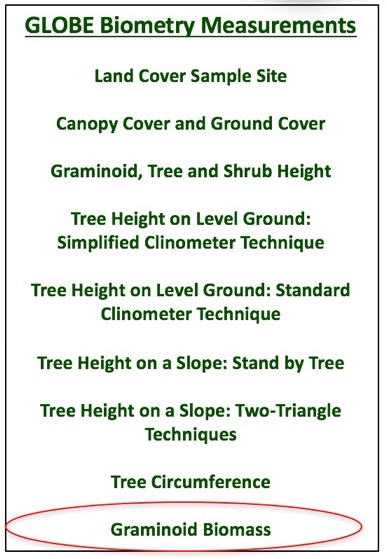 GLOBE Biometry Measurements
Land Cover Sample Site
Canopy Cover and Ground Cover
Graminoid, Tree and Shrub Height
Tree Height on Level Ground:
Simplified Clinometer Technique
Tree Height on Level Ground: Standard
Clinometer Technique
Tree Height on a Slope: Stand by Tree
Tree Height on a Slope: Two-Triangle
Techniques
Tree Circumference
Graminoid Biomass